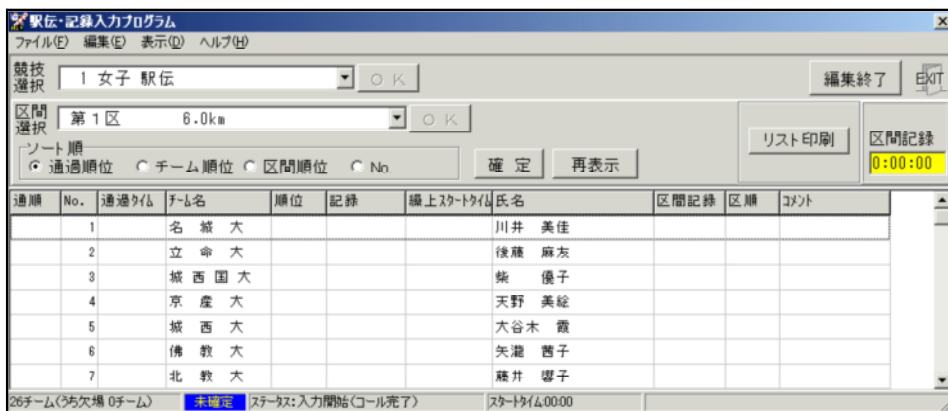 駅伝・記録入力プログラム
ファイル(F) 編集(E) 表示(D) ヘルプ(H)
競技選択 1 女子 駅伝 OK 編集終了 EXIT
区間選択 第1区 6.0km OK リスト印刷 区間記録
ソート順
通過順位 チーム順位 区間順位 No 確定 再表示 0:00:00
通順 No. 通過タイム チーム名 順位 記録 繰上スタートタイム 氏名 区間記録 区順 コメント
1 名城大 川井 美佳
2 立命大 後藤 麻友
3 城西国大 柴 優子
4 京産大 天野 美絵
5 城西大 大谷木 霞
6 佛教大 矢瀧 茜子
7 北教大 藤井
26チーム(うち欠場 0チーム) 未確定 ステータス:入力開始(コール完了) スタートタイム00:00